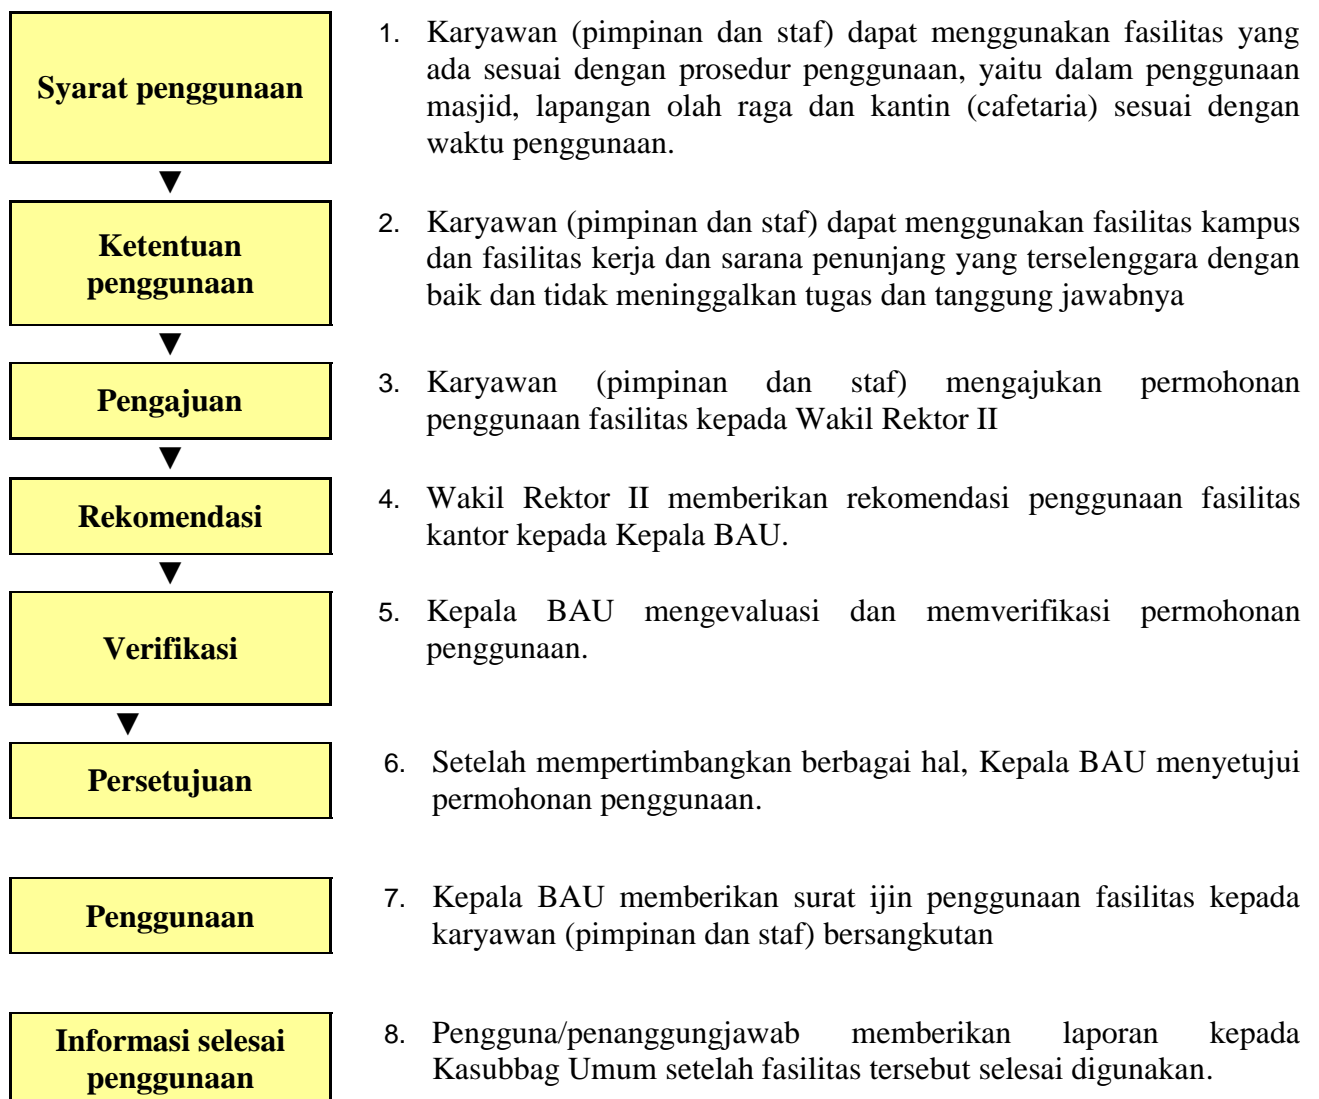 Syarat penggunaan
1. Karyawan (pimpinan dan staf) dapat menggunakan fasilitas yang
ada sesuai dengan prosedur penggunaan, yaitu dalam penggunaan
masjid, lapangan olah raga dan kantin (cafetaria) sesuai dengan
waktu penggunaan.
Ketentuan
penggunaan
2. Karyawan (pimpinan dan staf) dapat menggunakan fasilitas kampus
dan fasilitas kerja dan sarana penunjang yang terselenggara dengan
baik dan tidak meninggalkan tugas dan tanggung jawabnya
Pengajuan
3. Karyawan (pimpinan dan staf) mengajukan permohonan
penggunaan fasilitas kepada Wakil Rektor II
Rekomendasi
4. Wakil Rektor II memberikan rekomendasi penggunaan fasilitas
kantor kepada Kepala BAU.
Verifikasi
5. Kepala BAU mengevaluasi dan memverifikasi permohonan
penggunaan.
Persetujuan
6. Setelah mempertimbangkan berbagai hal, Kepala BAU menyetujui
permohonan penggunaan.
Penggunaan
7. Kepala BAU memberikan surat ijin penggunaan fasilitas kepada
karyawan (pimpinan dan staf) bersangkutan
Informasi selesai
penggunaan
8. Pengguna/penanggungjawab memberikan laporan kepada
Kasubbag Umum setelah fasilitas tersebut selesai digunakan.